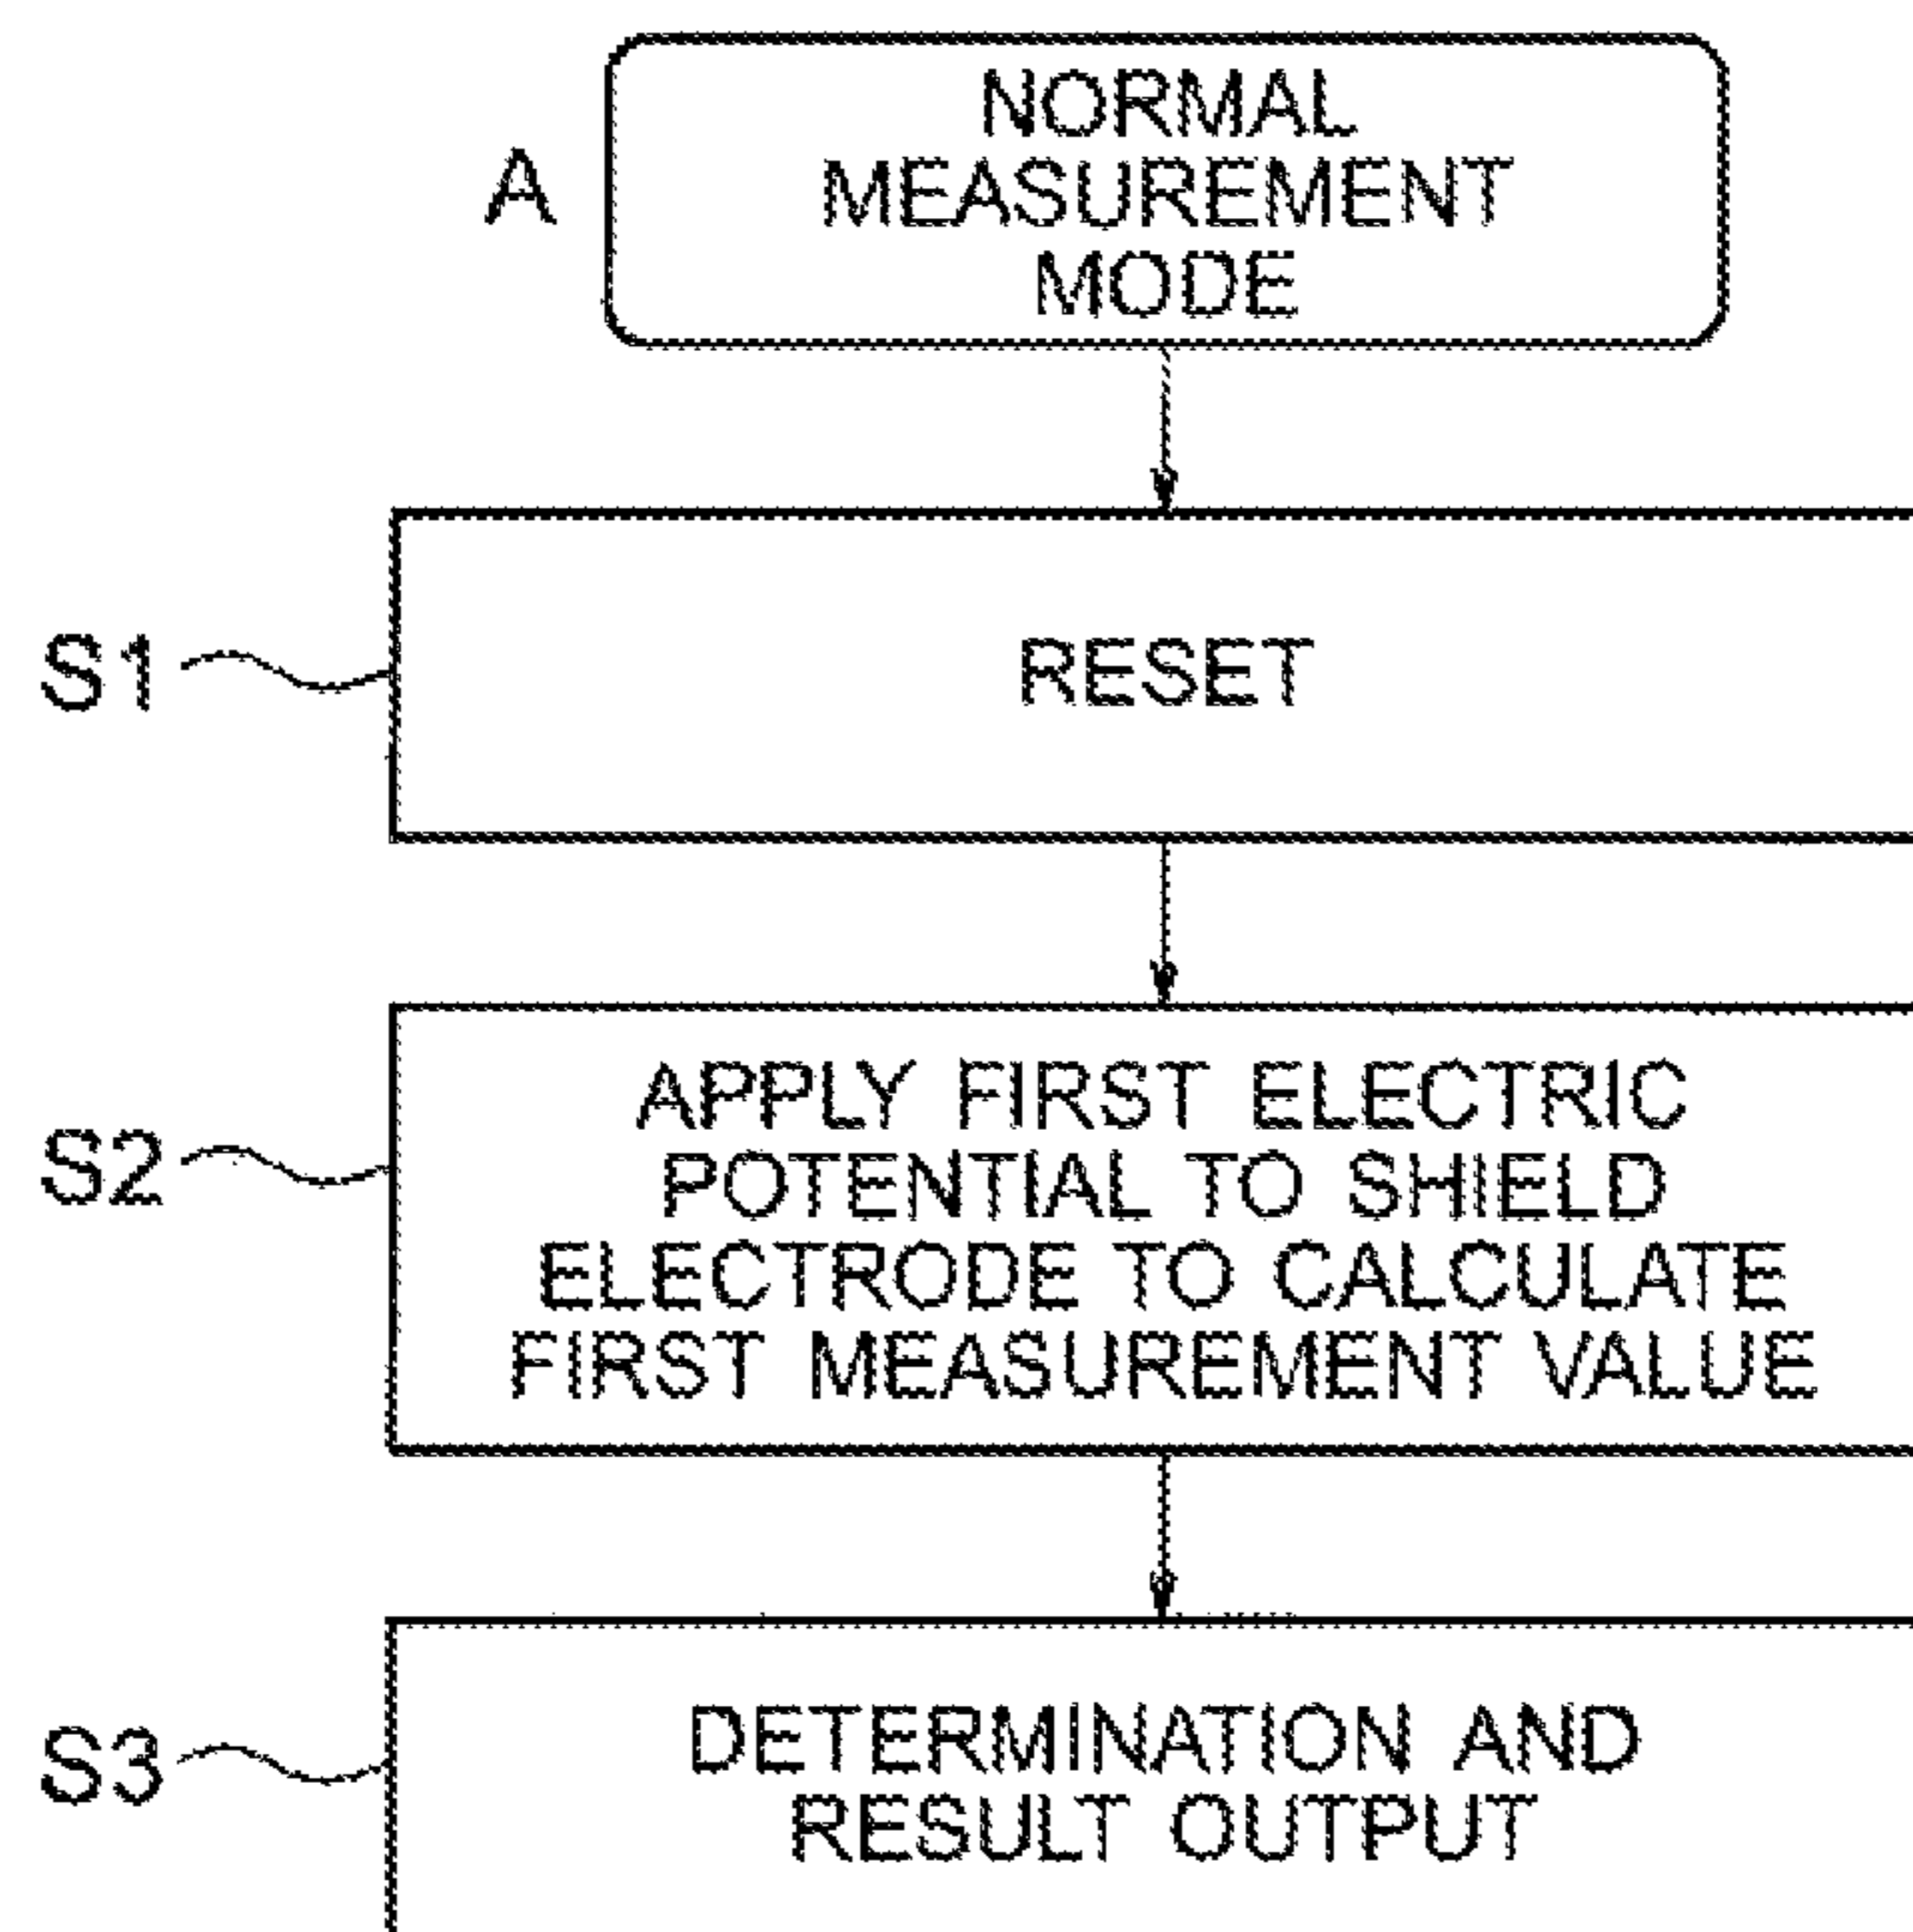 A
NORMAL
MEASUREMENT
MODE
S1
RESET
S2
APPLY FIRST ELECTRIC
POTENTIAL TO SHIELD
ELECTRODE TO CALCULATE
FIRST MEASUREMENT VALUE
S3
DETERMINATION AND
RESULT OUTPUT